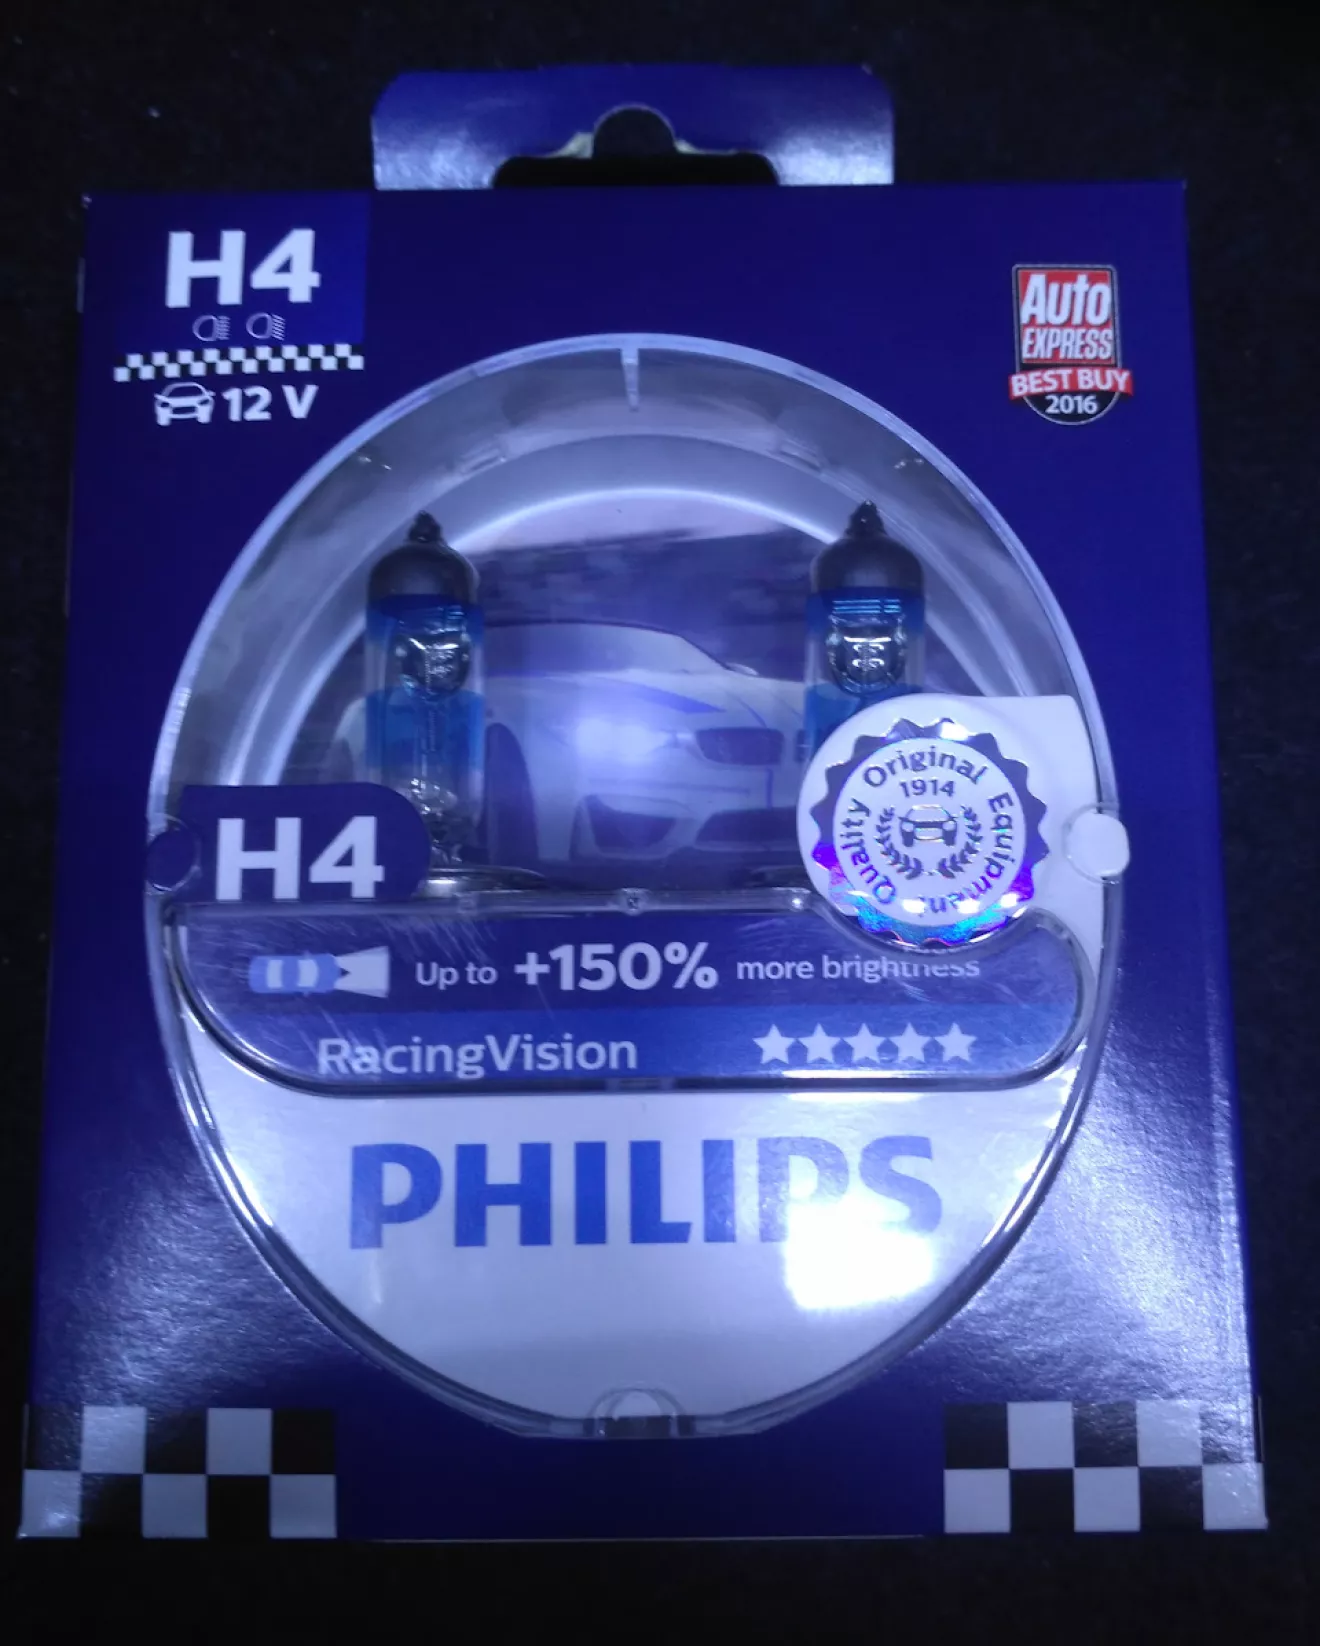 H4
12 V
Auto
EXPRESS
BEST BUY
2016
Original Equipment Quality
1914
H4
Up to +150% more brightness
RacingVision
PHILIPS